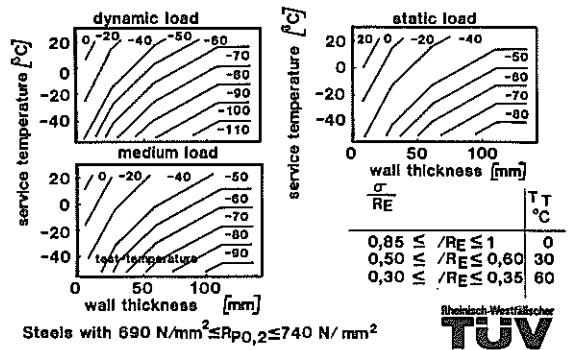 dynamic load
static load
service temperature [°C]
20
0
-20
-40
0 -20 -40 -50 -60
-70
-80
-90
-100
-110
service temperature [°C]
20
0
-20
-40
20 0 -20 -40
-50
-60
-70
-80
0 50 100
wall thickness [mm]
medium load
20
0
-20
-40
0 -20 -40 -50
-60
-70
-80
-90
test-temperature
0 50 100
wall thickness [mm]
σ/RE TT °C
0,85 ≤ /RE ≤ 1 0
0,50 ≤ /RE ≤ 0,60 30
0,30 ≤ /RE ≤ 0,35 60
Steels with 690 N/mm²≤RP0,2≤740 N/mm²
Rheinisch-Westfälischer
TÜV